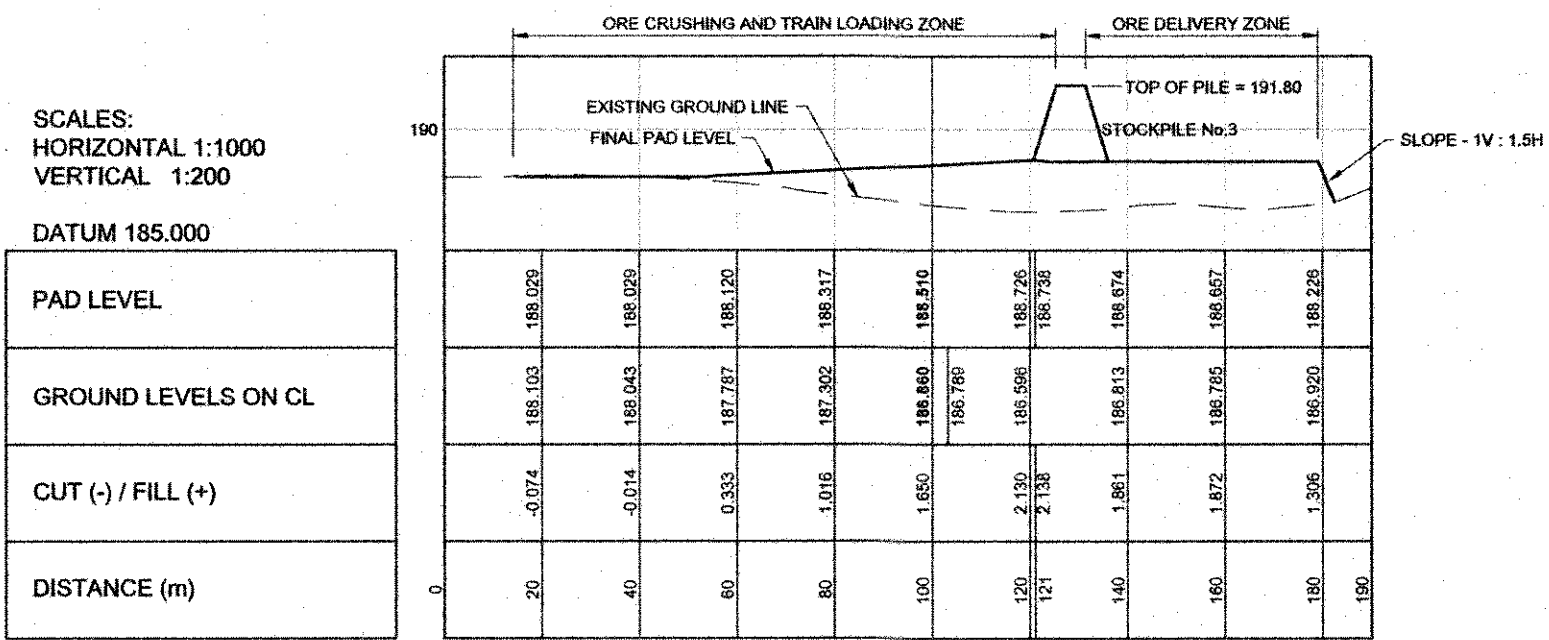 ORE CRUSHING AND TRAIN LOADING ZONE
ORE DELIVERY ZONE
SCALES:
HORIZONTAL 1:1000
VERTICAL 1:200
DATUM 185.000
190
EXISTING GROUND LINE
FINAL PAD LEVEL
TOP OF PILE = 191.80
STOCKPILE No.3
SLOPE - 1V : 1.5H
PAD LEVEL 188.029 188.029 188.120 188.317 188.510 188.726 188.738 188.674 188.657 188.226
GROUND LEVELS ON CL 188.103 188.043 187.787 187.302 186.860 186.789 186.596 186.813 186.785 186.920
CUT (-) / FILL (+) -0.074 -0.014 0.333 1.016 1.650 2.130 2.138 1.861 1.872 1.306
DISTANCE (m) 0 20 40 60 80 100 120 121 140 160 180 190